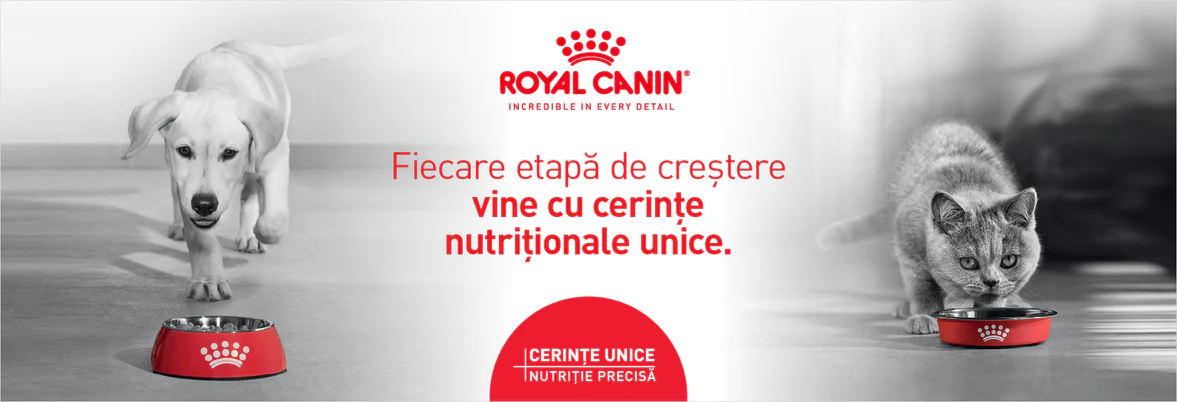 ROYAL CANIN®
INCREDIBLE IN EVERY DETAIL
Fiecare etapă de creștere
vine cu cerințe
nutriționale unice.
CERINȚE UNICE
NUTRIȚIE PRECISĂ